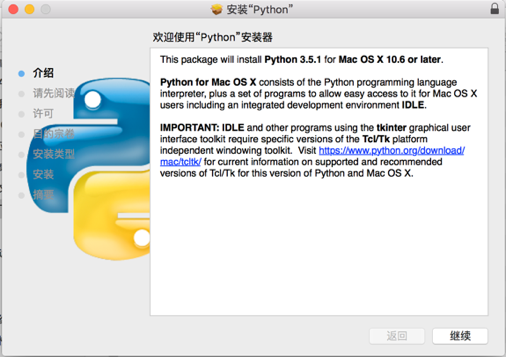 安装“Python”
欢迎使用“Python”安装器
介绍
请先阅读
许可
目的宗卷
安装类型
安装
摘要
This package will install Python 3.5.1 for Mac OS X 10.6 or later.
Python for Mac OS X consists of the Python programming language
interpreter, plus a set of programs to allow easy access to it for Mac OS X
users including an integrated development environment IDLE.
IMPORTANT: IDLE and other programs using the tkinter graphical user
interface toolkit require specific versions of the Tcl/Tk platform
independent windowing toolkit. Visit https://www.python.org/download/
mac/tcltk/ for current information on supported and recommended
versions of Tcl/Tk for this version of Python and Mac OS X.
返回
继续